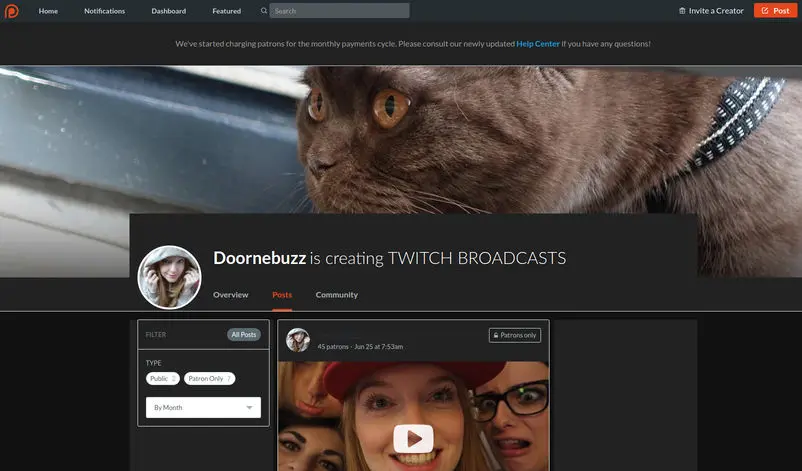 Home Notifications Dashboard Featured Search Invite a Creator Post
We've started charging patrons for the monthly payments cycle. Please consult our newly updated Help Center if you have any questions!
Doornebuzz is creating TWITCH BROADCASTS
Overview Posts Community
FILTER All Posts
TYPE
Public 2 Patron Only 7
By Month
Patrons only
45 patrons - Jun 25 at 7:53am